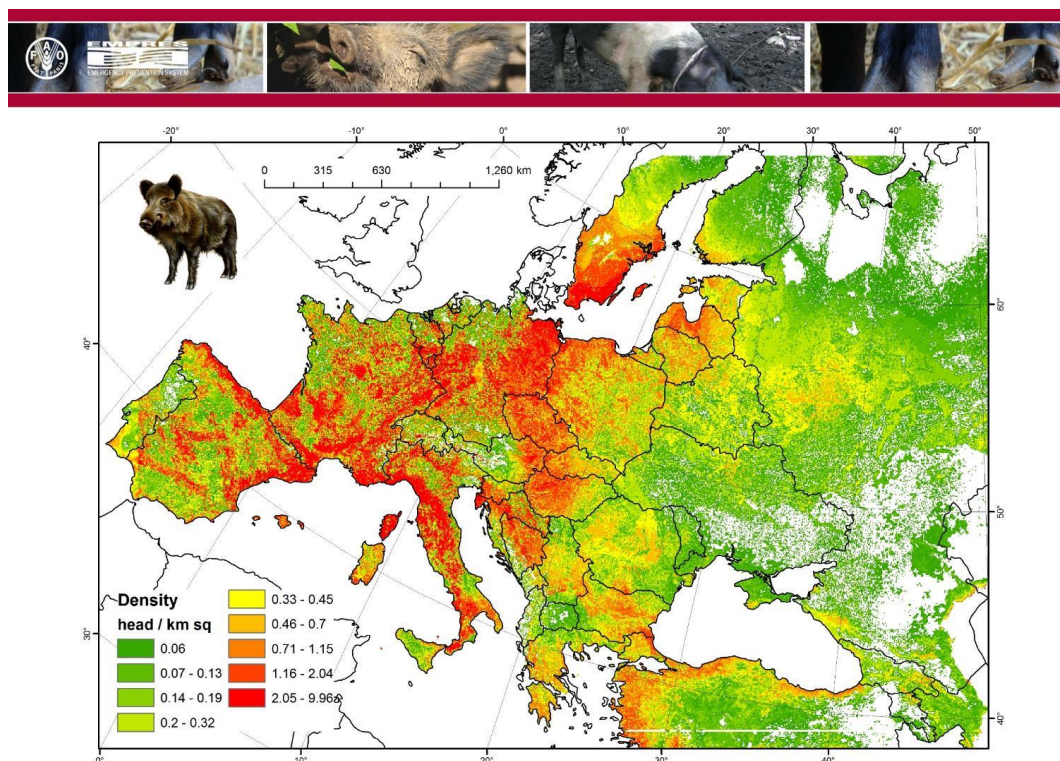 FAO
FIAT PANIS
EMPRES
EMERGENCY PREVENTION SYSTEM
-20°
-10°
0°
10°
20°
30°
40°
50°
0 315 630 1,260 km
40°
60°
50°
30°
40°
Density
head / km sq
0.06
0.07 - 0.13
0.14 - 0.19
0.2 - 0.32
0.33 - 0.45
0.46 - 0.7
0.71 - 1.15
1.16 - 2.04
2.05 - 9.96
0°
10°
20°
30°
40°